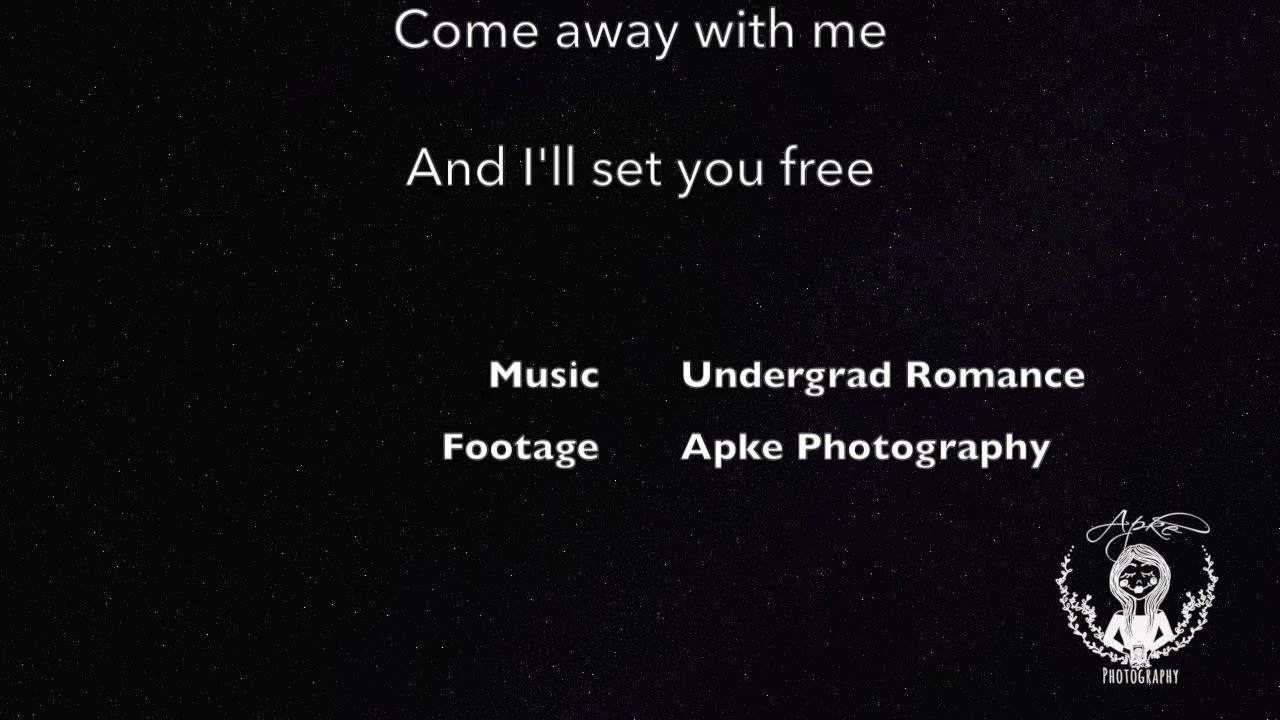 Come away with me
And I'll set you free
Music Undergrad Romance
Footage Apke Photography
Apke
PHOTOGRAPHY